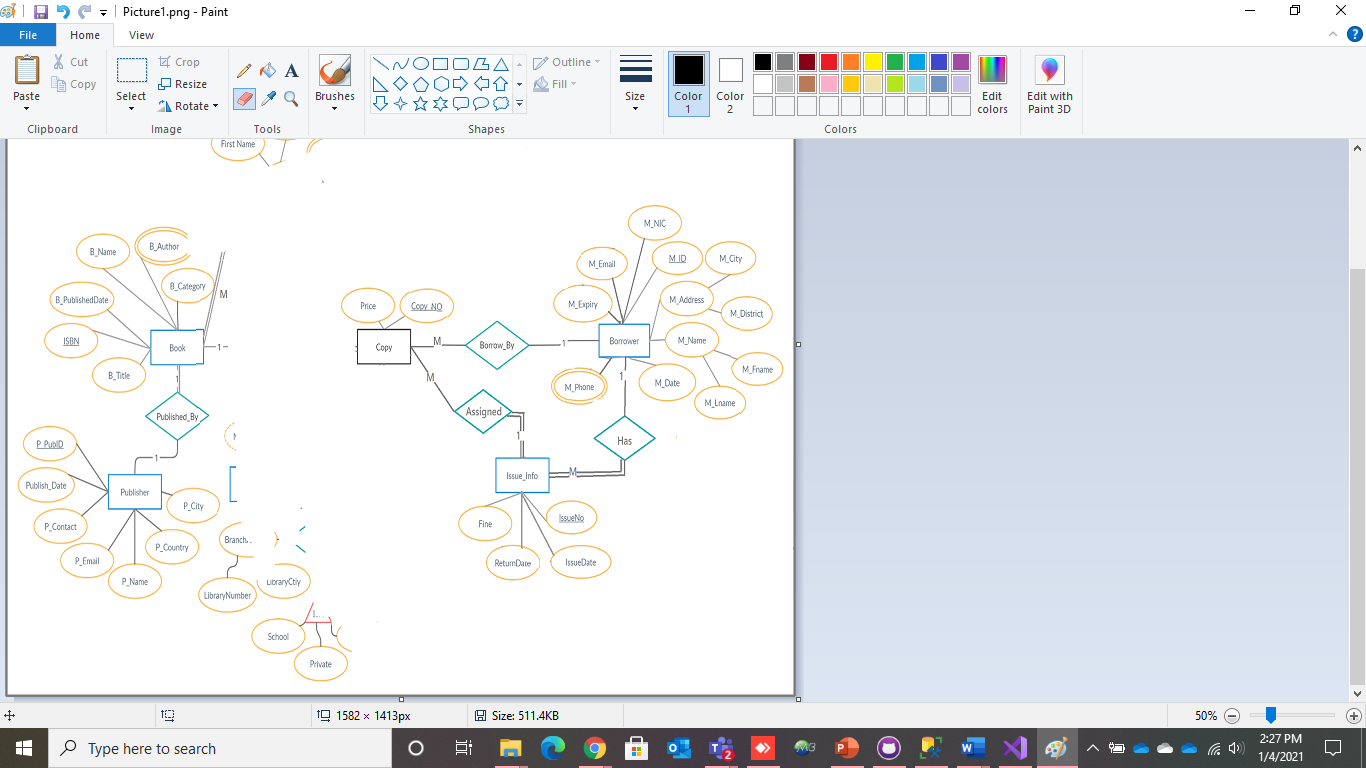 Picture1.png - Paint
File
Home
View
Paste
Cut
Copy
Clipboard
Select
Crop
Resize
Rotate
Image
A
Tools
Brushes
Shapes
Outline
Fill
Size
Color 1
Color 2
Colors
Edit colors
Edit with Paint 3D
First Name
B_Name
B_Author
B_Category
B_PublishedDate
ISBN
B_Title
Book
M
1
1
Published_By
1
P_PubID
Publish_Date
P_Contact
P_Email
P_Name
P_Country
P_City
Publisher
Branch..
LibraryNumber
LibraryCtiy
School
Private
Price
Copy_NO
Copy
M
Borrow_By
1
M
Assigned
1
Borrower
M_NIC
M_Email
M_ID
M_City
M_Expiry
M_Address
M_District
M_Name
M_Fname
M_Lname
M_Date
M_Phone
1
Has
M
Issue_Info
Fine
IssueNo
ReturnDate
IssueDate
1582 × 1413px
Size: 511.4KB
50%
Type here to search
2
2:27 PM
1/4/2021